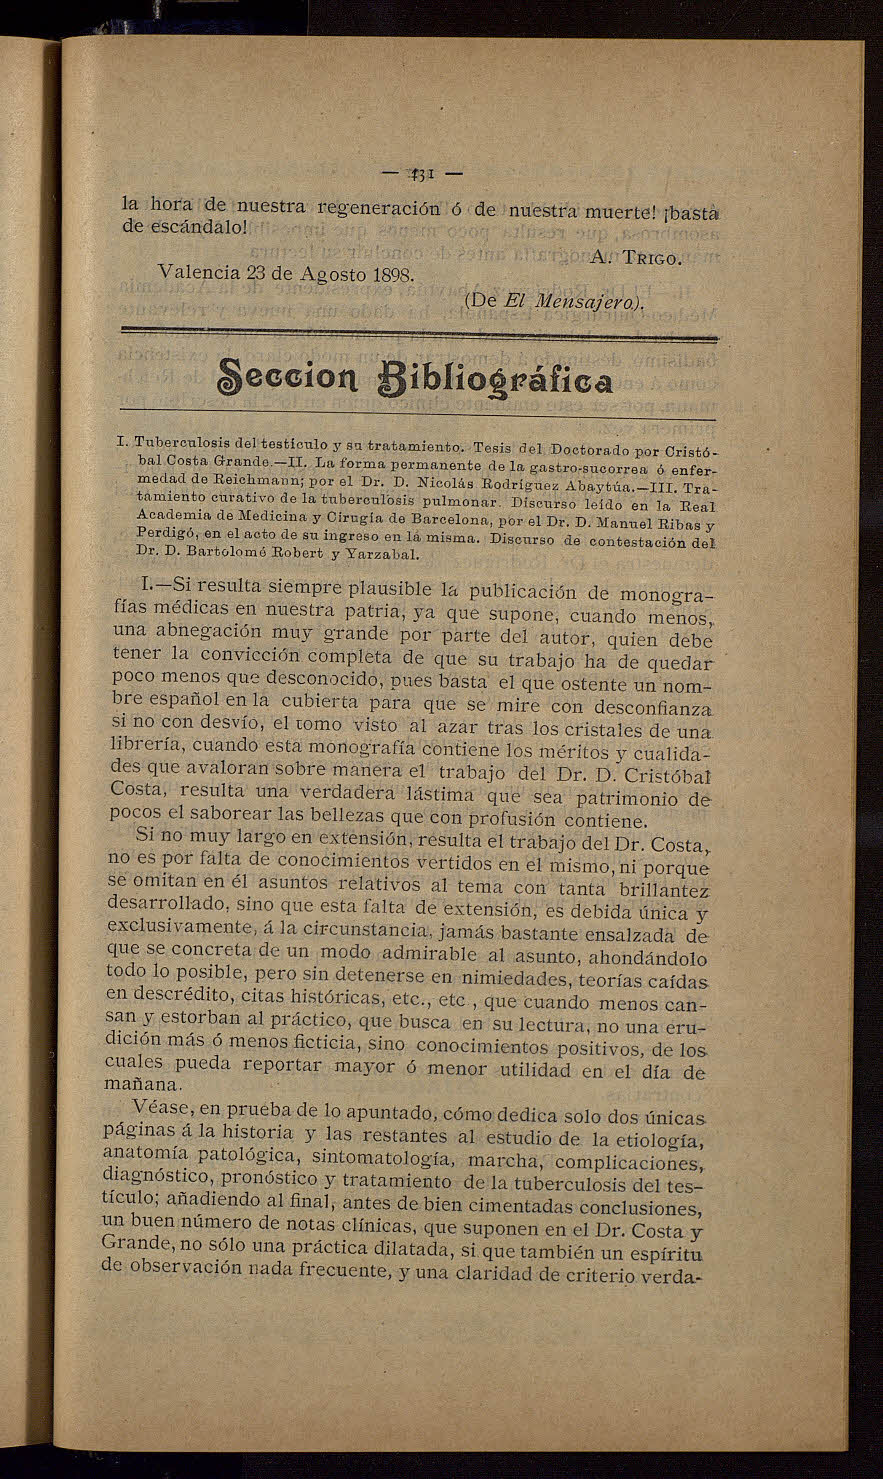 — 431 —
la hora de nuestra regeneración ó de nuestra muerte! ¡basta
de escándalo!
A. Trigo.
Valencia 23 de Agosto 1898.
(De El Mensajero).
Seccion Bibliográfica
I. Tuberculosis del testículo y su tratamiento. Tesis del Doctorado por Cristó-
bal Costa Grande.—II. La forma permanente de la gastro-sucorrea ó enfer-
medad de Reichmann; por el Dr. D. Nicolás Rodríguez Abaytúa.—III. Tra-
tamiento curativo de la tuberculosis pulmonar. Discurso leído en la Real
Academia de Medicina y Cirugía de Barcelona, por el Dr. D. Manuel Ribas y
Perdigó, en el acto de su ingreso en la misma. Discurso de contestación del
Dr. D. Bartolomé Robert y Yarzabal.
I.—Si resulta siempre plausible la publicación de monogra-
fías médicas en nuestra patria, ya que supone, cuando menos,
una abnegación muy grande por parte del autor, quien debe
tener la convicción completa de que su trabajo ha de quedar
poco menos que desconocido, pues basta el que ostente un nom-
bre español en la cubierta para que se mire con desconfianza
si no con desvío, el tomo visto al azar tras los cristales de una
librería, cuando esta monografía contiene los méritos y cualida-
des que avaloran sobre manera el trabajo del Dr. D. Cristóbal
Costa, resulta una verdadera lástima que sea patrimonio de
pocos el saborear las bellezas que con profusión contiene.
Si no muy largo en extensión, resulta el trabajo del Dr. Costa,
no es por falta de conocimientos vertidos en el mismo, ni porque
se omitan en él asuntos relativos al tema con tanta brillantez
desarrollado, sino que esta falta de extensión, es debida única y
exclusivamente, á la circunstancia, jamás bastante ensalzada de
que se concreta de un modo admirable al asunto, ahondándolo
todo lo posible, pero sin detenerse en nimiedades, teorías caídas
en descrédito, citas históricas, etc., etc , que cuando menos can-
san y estorban al práctico, que busca en su lectura, no una eru-
dición más ó menos ficticia, sino conocimientos positivos, de los
cuales pueda reportar mayor ó menor utilidad en el día de
mañana.
Véase, en prueba de lo apuntado, cómo dedica solo dos únicas
páginas á la historia y las restantes al estudio de la etiología,
anatomía patológica, sintomatología, marcha, complicaciones,
diagnóstico, pronóstico y tratamiento de la tuberculosis del tes-
tículo; añadiendo al final, antes de bien cimentadas conclusiones,
un buen número de notas clínicas, que suponen en el Dr. Costa y
Grande, no sólo una práctica dilatada, si que también un espíritu
de observación nada frecuente, y una claridad de criterio verda-